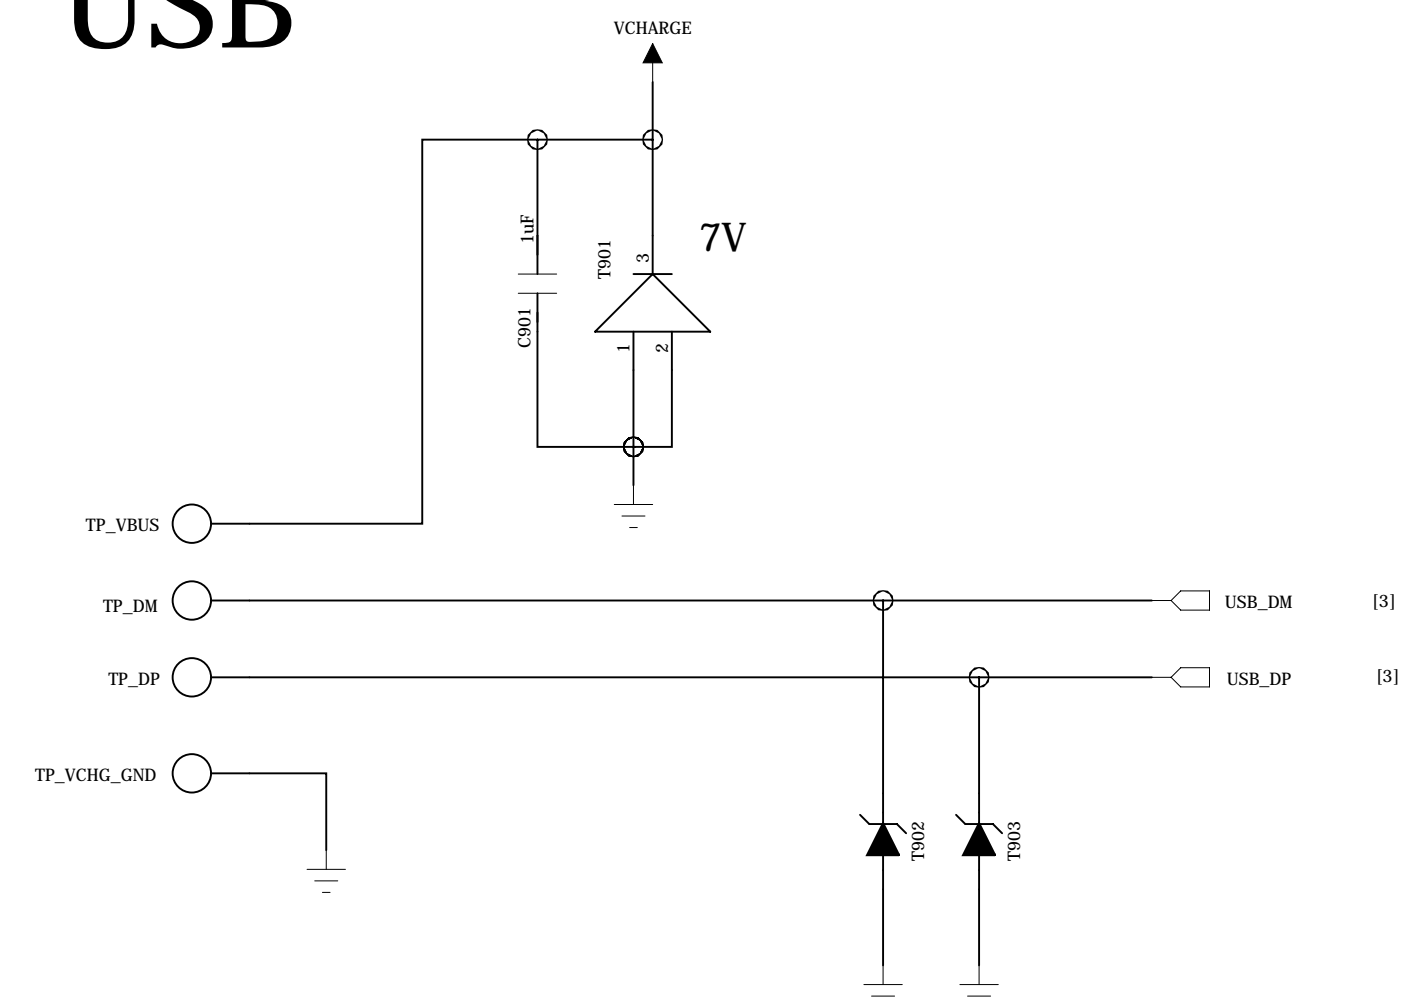 USB
VCHARGE
1uF
T901
3
7V
C901
1
2
TP_VBUS
TP_DM
USB_DM
[3]
TP_DP
USB_DP
[3]
TP_VCHG_GND
T902
T903